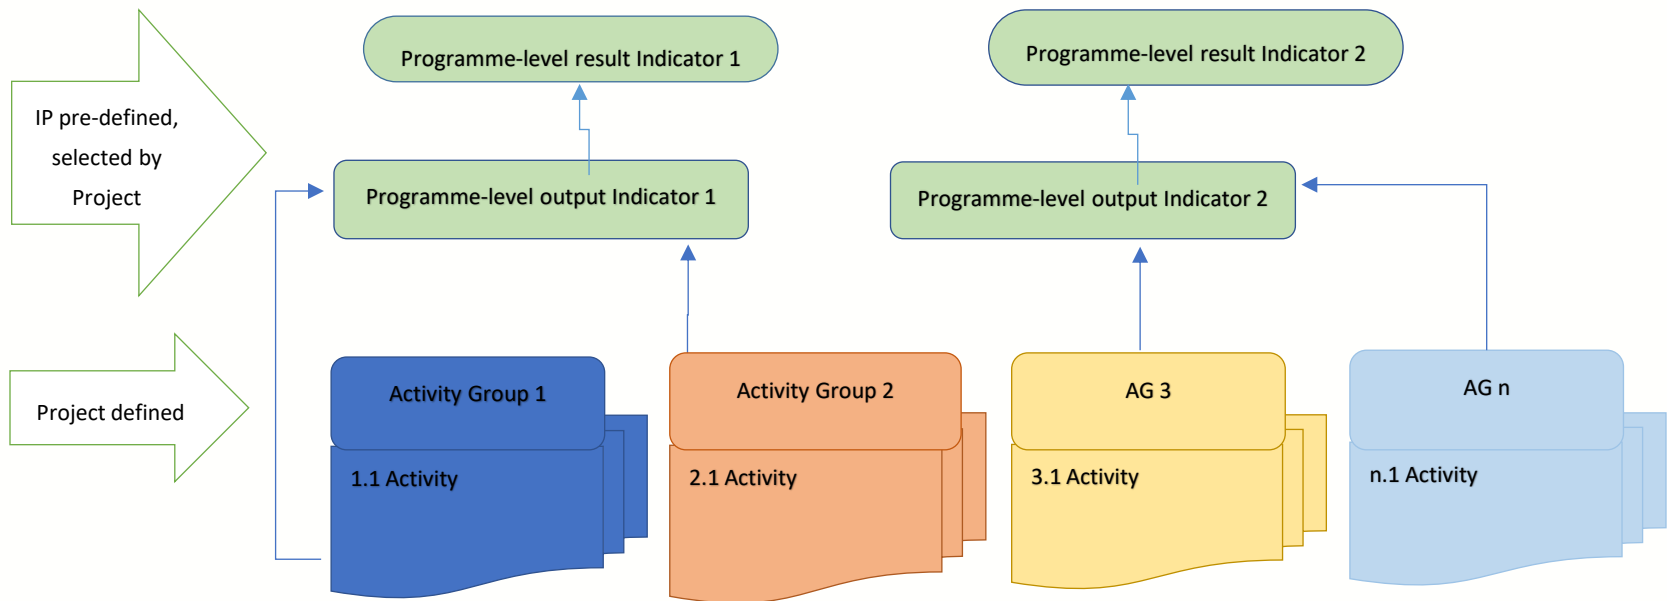 Programme-level result Indicator 1
Programme-level result Indicator 2
IP pre-defined,
selected by
Project
Programme-level output Indicator 1
Programme-level output Indicator 2
Project defined
Activity Group 1
Activity Group 2
AG 3
AG n
1.1 Activity
2.1 Activity
3.1 Activity
n.1 Activity